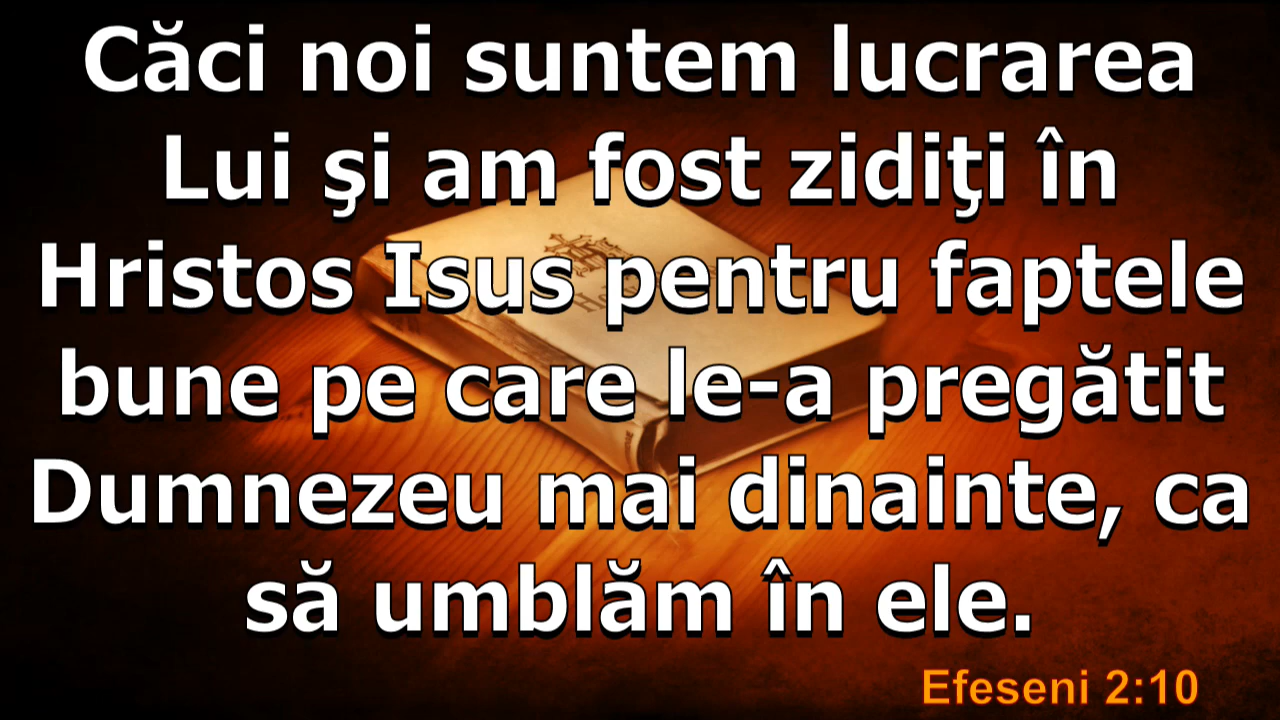 Căci noi suntem lucrarea
Lui şi am fost zidiţi în
Hristos Isus pentru faptele
bune pe care le-a pregătit
Dumnezeu mai dinainte, ca
să umblăm în ele.
Efeseni 2:10